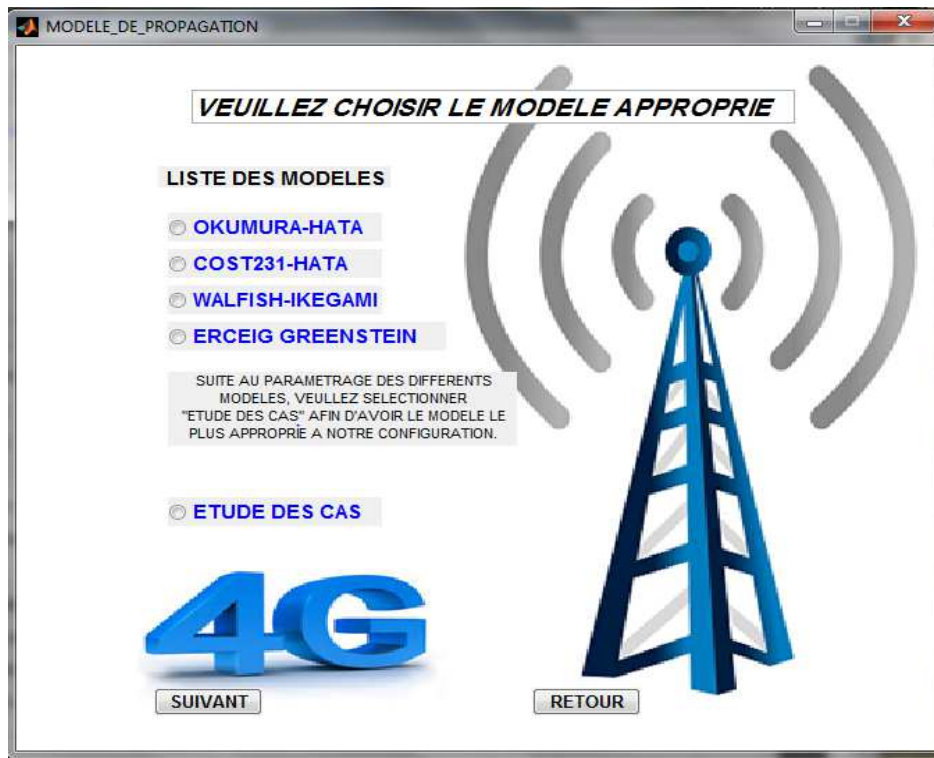 MODELE_DE_PROPAGATION
VEUILLEZ CHOISIR LE MODELE APPROPRIE
LISTE DES MODELES
OKUMURA-HATA
COST231-HATA
WALFISH-IKEGAMI
ERCEIG GREENSTEIN
SUITE AU PARAMETRAGE DES DIFFERENTS
MODELES, VEULLEZ SELECTIONNER
"ETUDE DES CAS" AFIN D'AVOIR LE MODELE LE
PLUS APPROPRÌE A NOTRE CONFIGURATION.
ETUDE DES CAS
4G
SUIVANT
RETOUR